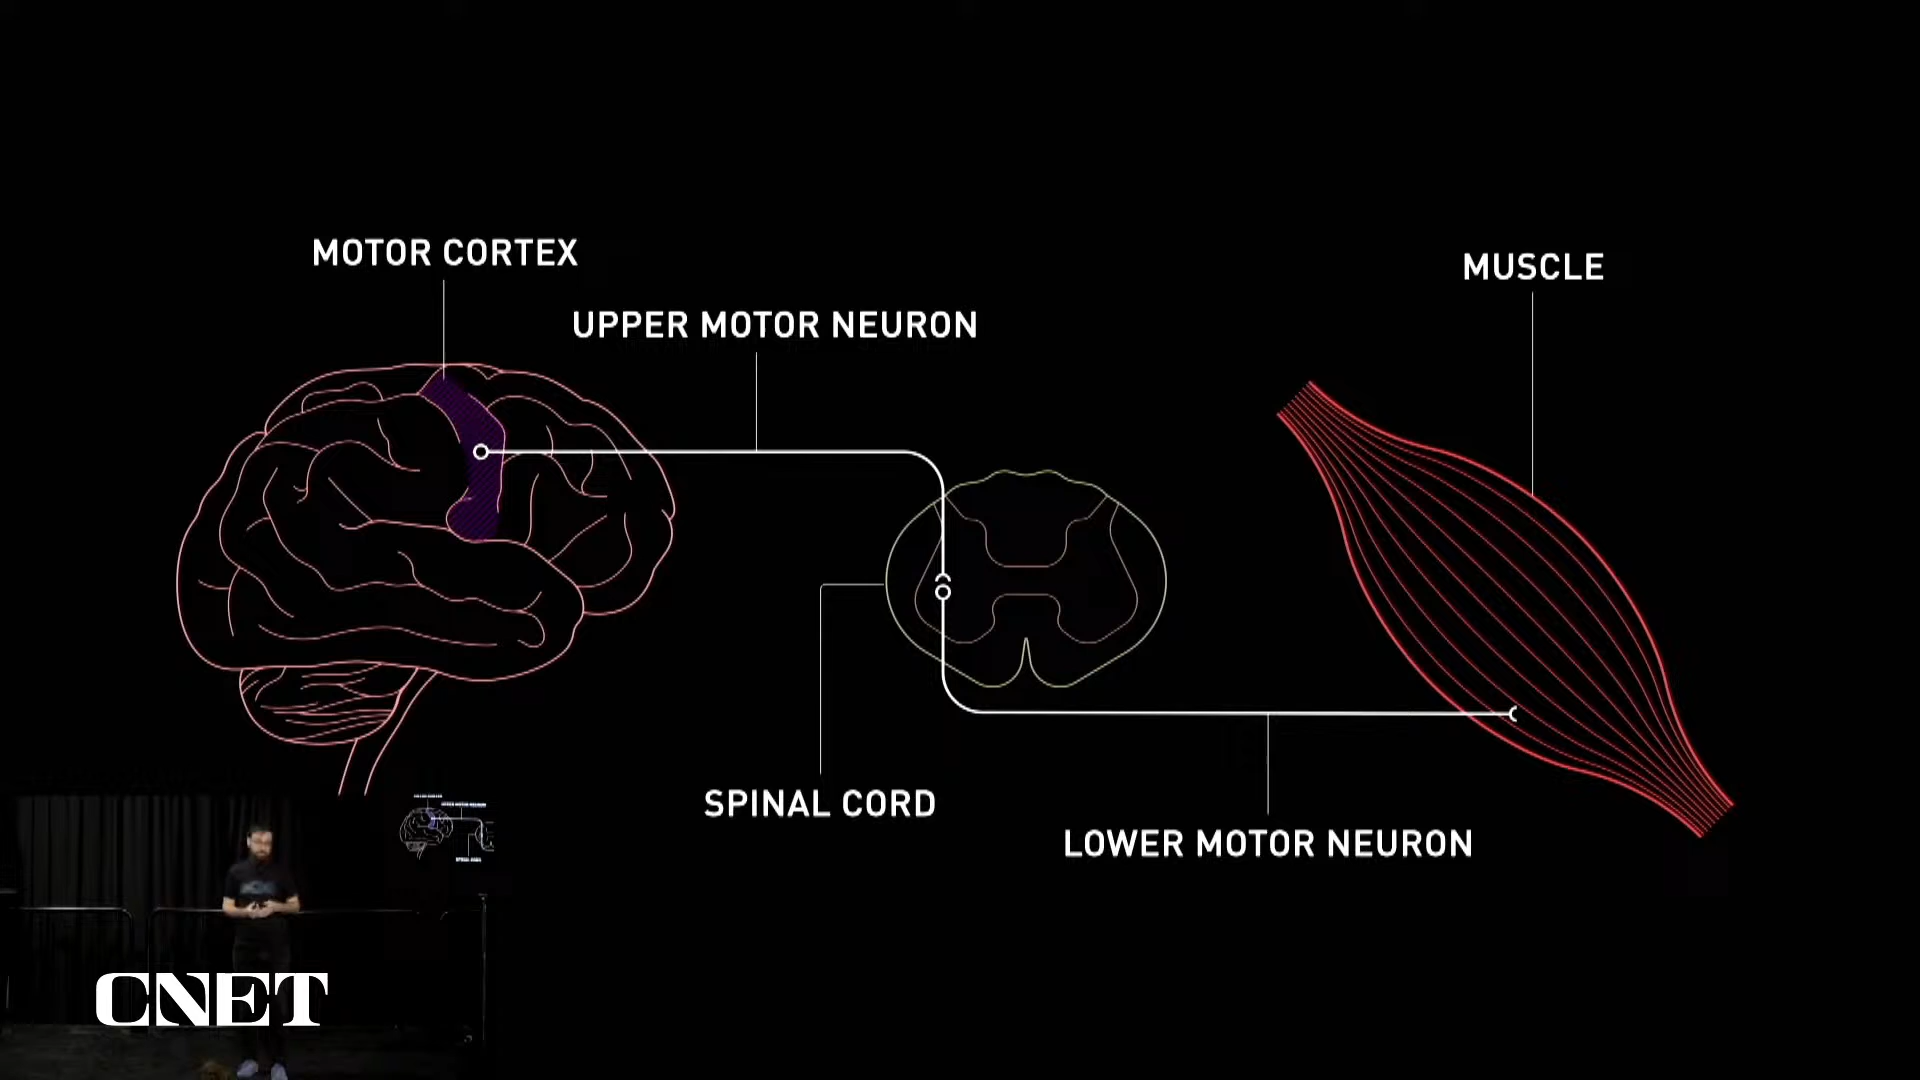 MOTOR CORTEX
MUSCLE
UPPER MOTOR NEURON
SPINAL CORD
LOWER MOTOR NEURON
CNET